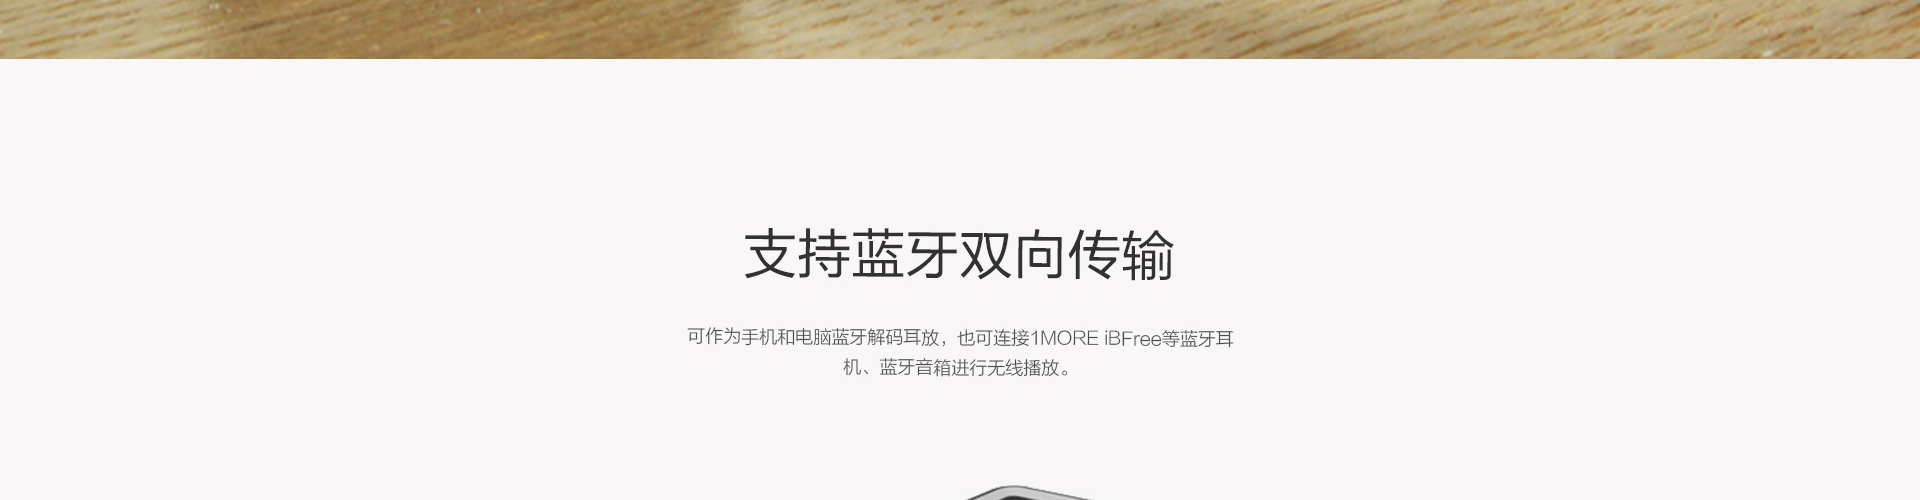 支持蓝牙双向传输
可作为手机和电脑蓝牙解码耳放，也可连接1MORE iBFree等蓝牙耳
机、蓝牙音箱进行无线播放。